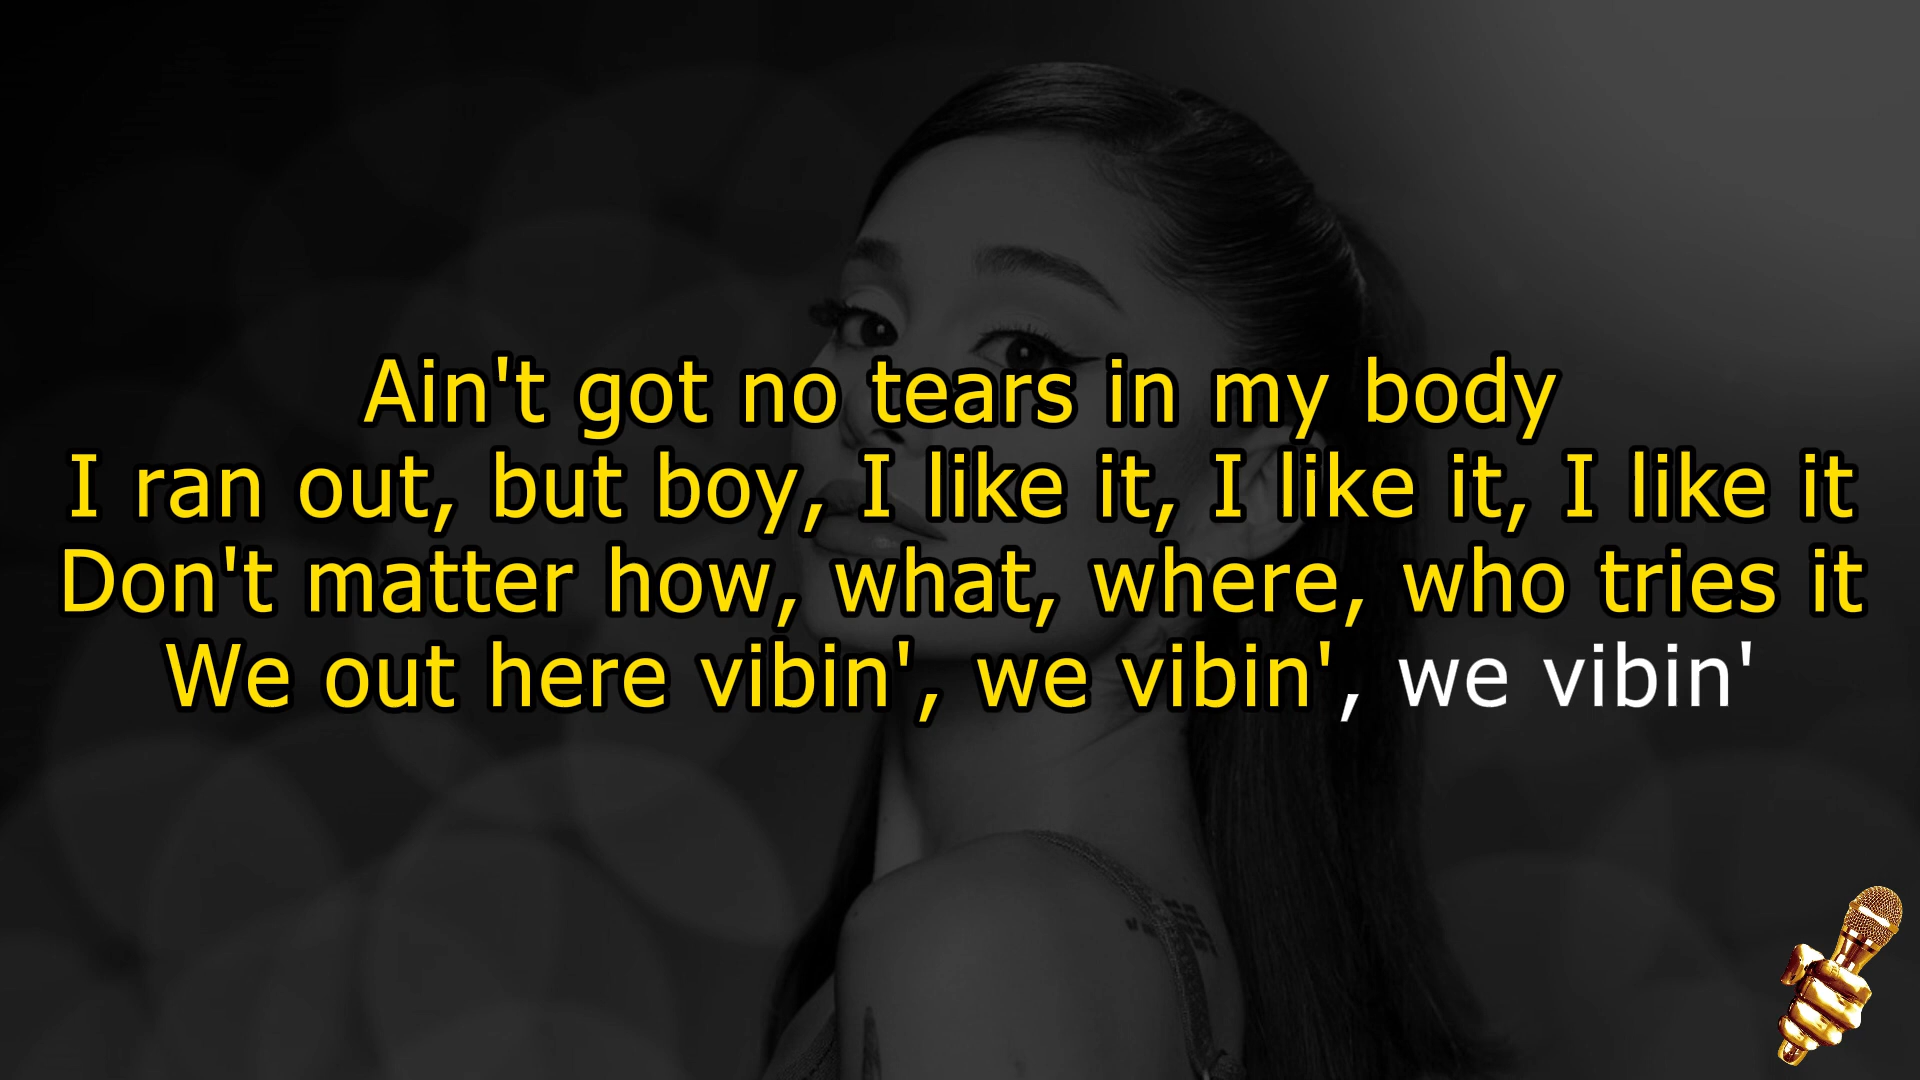 Ain't got no tears in my body
I ran out, but boy, I like it, I like it, I like it
Don't matter how, what, where, who tries it
We out here vibin', we vibin', we vibin'